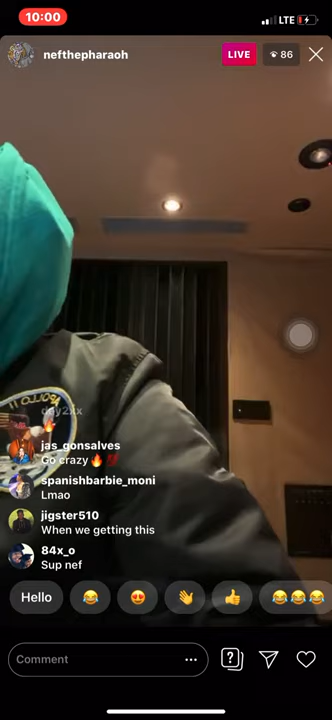 10:00
LTE
nefthepharaoh
LIVE
86
dey2xx
jas_gonsalves
Go crazy🔥💯
spanishbarbie_moni
Lmao
jigster510
When we getting this
84x_o
Sup nef
Hello
Comment